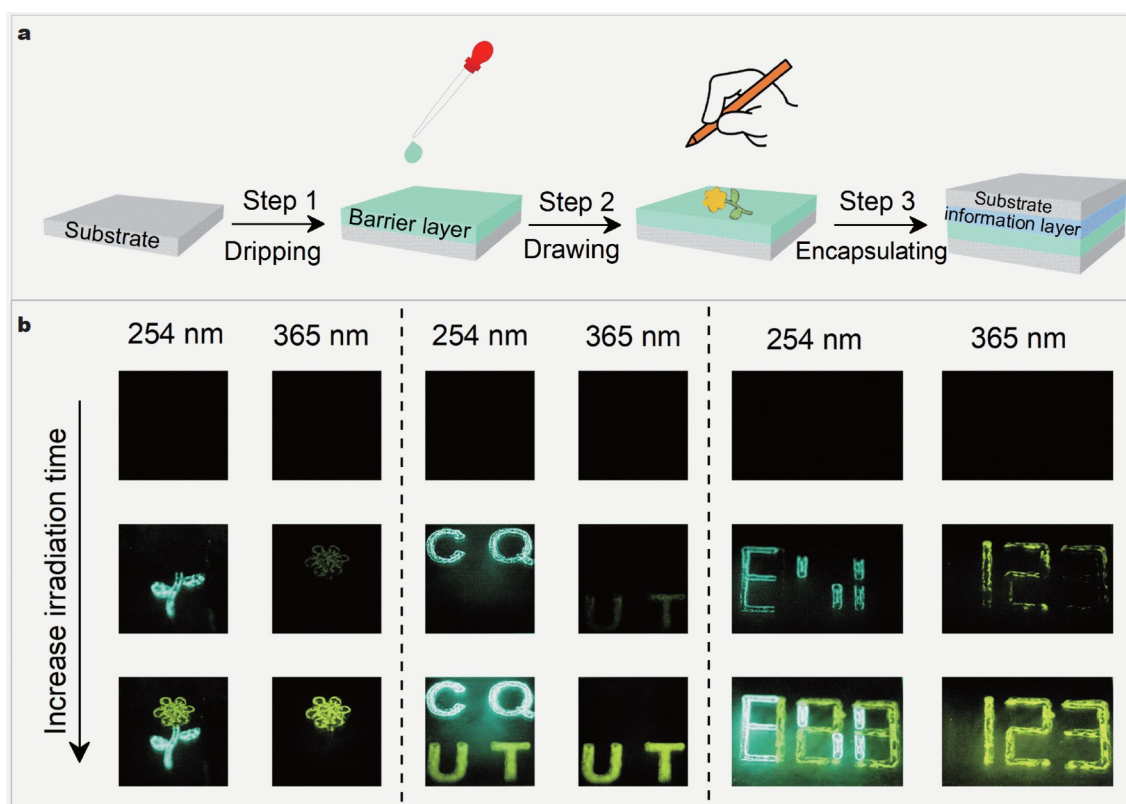 a
Step 1
Step 2
Step 3
Substrate
Dripping
Barrier layer
Drawing
Encapsulating
Substrate
information layer
b
254 nm 365 nm 254 nm 365 nm 254 nm 365 nm
Increase irradiation time
C Q
U T
E
123
C Q
U T
U T
123